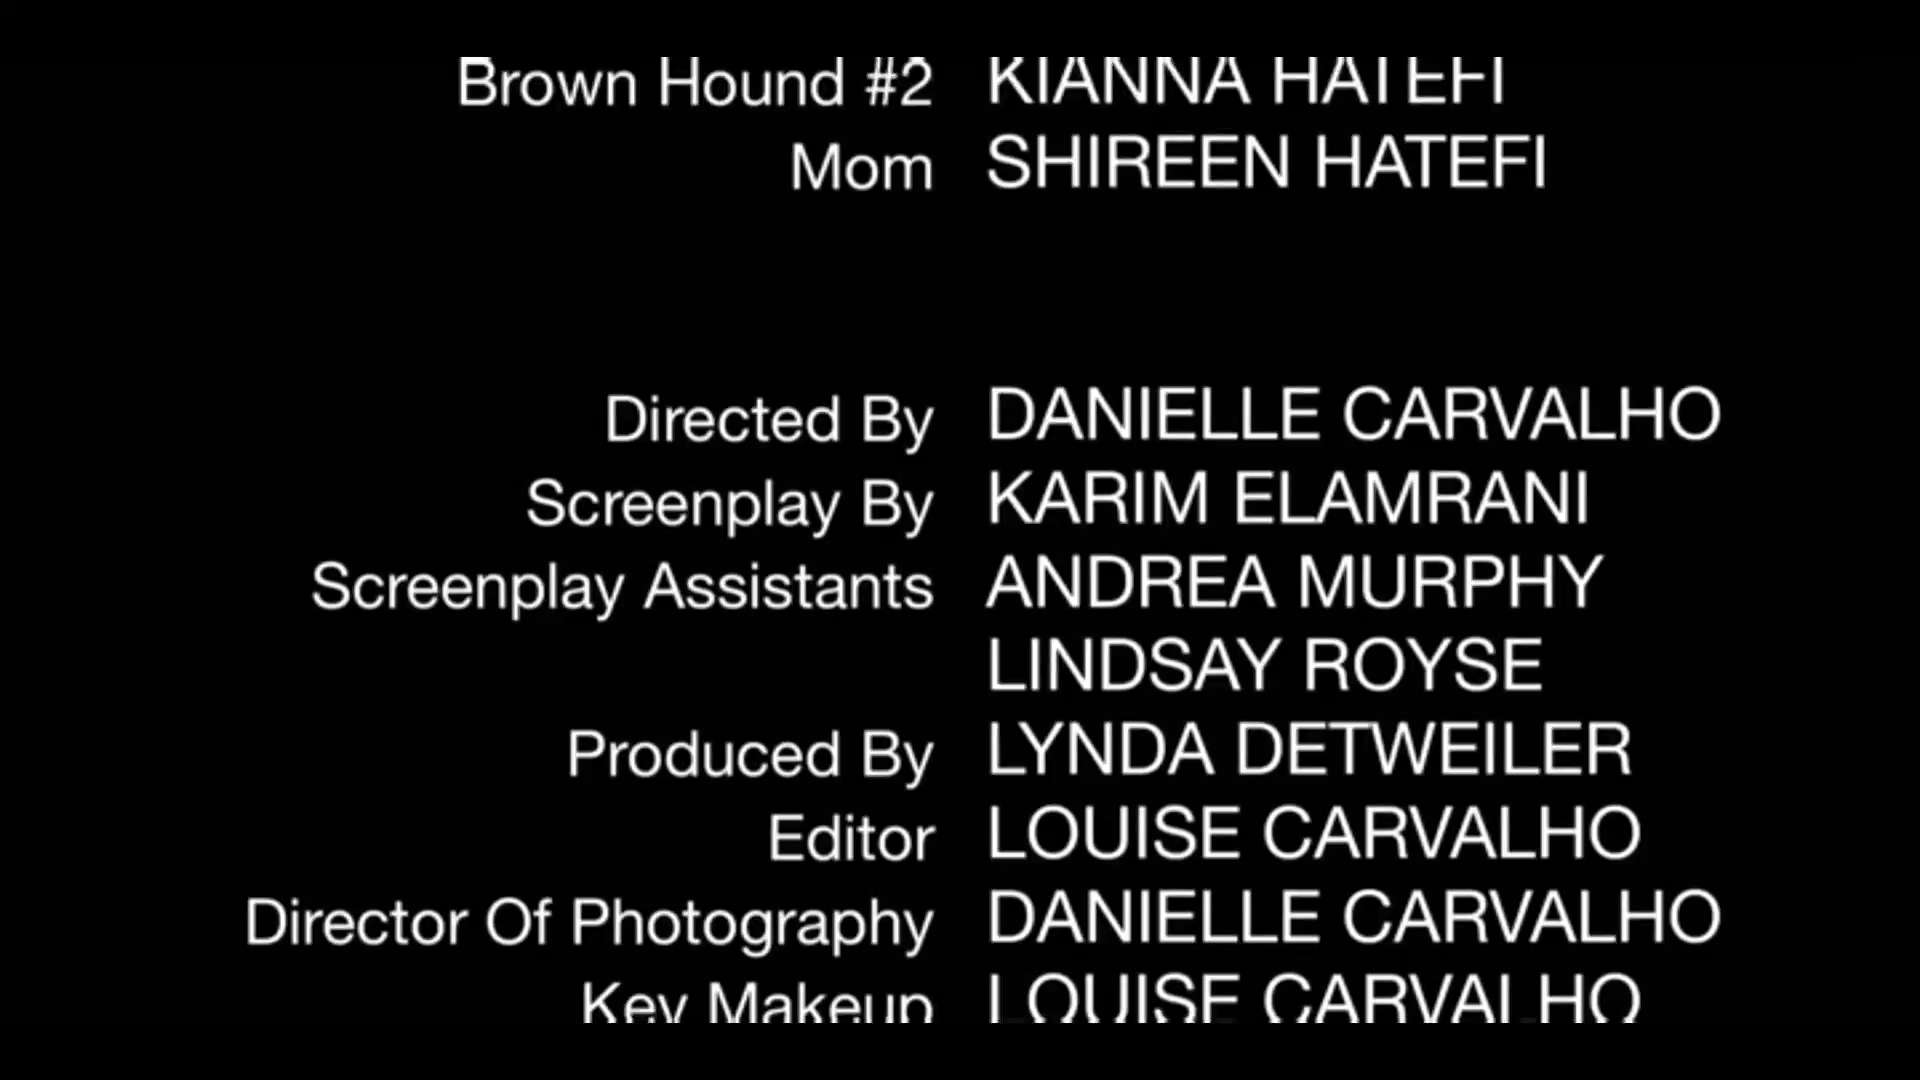 Brown Hound #2 KIANNA HATEFI
Mom SHIREEN HATEFI
Directed By DANIELLE CARVALHO
Screenplay By KARIM ELAMRANI
Screenplay Assistants ANDREA MURPHY
LINDSAY ROYSE
Produced By LYNDA DETWEILER
Editor LOUISE CARVALHO
Director Of Photography DANIELLE CARVALHO
Key Makeup LOUISE CARVALHO